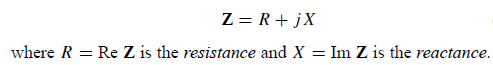 Z = R + jX
where R = Re Z is the resistance and X = Im Z is the reactance.